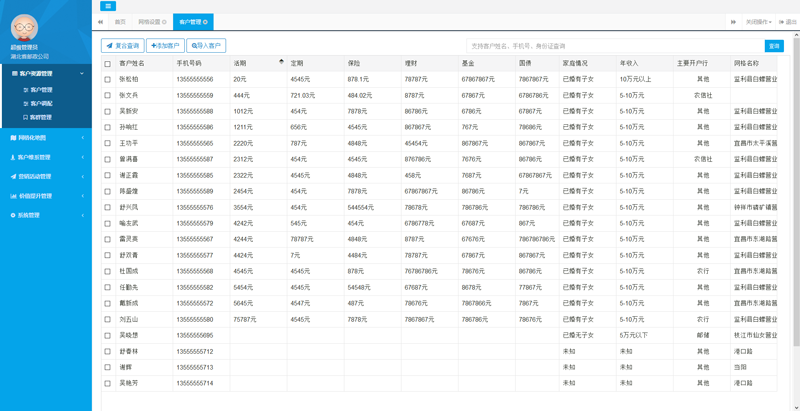 超级管理员
湖北省邮政公司
客户资源管理
客户管理
客户调配
客群管理
网格化地图
客户维系管理
营销活动管理
价值提升管理
系统管理
首页 网格设置 客户管理 关闭操作 退出
复合查询 添加客户 导入客户 支持客户姓名、手机号、身份证查询 查询
客户姓名 手机号码 活期 定期 保险 理财 基金 国债 家庭情况 年收入 主要开户行 网格名称
张松柏 13555555556 20元 4545元 878.1元 78787元 67867867元 7867867元 已婚有子女 10万元以上 其他 监利县白螺营业
张文兵 13555555559 444元 721.03元 484.02元 8787元 67867元 67867867元 已婚有子女 5-10万元 农信社
吴新安 13555555588 1012元 454元 7878元 86786元 6786元 67867元 已婚有子女 5-10万元 其他 监利县白螺营业
孙响红 13555555586 1211元 656元 4545元 867867元 767元 78686元 已婚有子女 5-10万元 其他 监利县白螺营业
王功平 13555555565 2220元 787元 4848元 45454元 867867元 867867元 已婚有子女 5-10万元 其他 宜昌市太平溪营
曾满喜 13555555587 2312元 454元 4545元 876786元 7676元 86786元 已婚有子女 5-10万元 农信社 监利县白螺营业
谢正霞 13555555585 2322元 4545元 4848元 458元 7687元 67867867元 已婚有子女 5-10万元 其他 监利县白螺营业
陈盛煌 13555555589 2454元 454元 7878元 67867867元 86786元 7元 已婚有子女 5-10万元 其他 监利县白螺营业
舒兴凤 13555555576 3554元 454元 544554元 78678元 786786元 786786元 已婚有子女 5-10万元 其他 钟祥市磷矿镇营
喻主武 13555555579 4242元 545元 454元 6786778元 67687元 867元 已婚有子女 5-10万元 其他 监利县白螺营业
雷灵英 13555555567 4244元 78787元 4848元 8787元 67676元 786786786元 已婚有子女 5-10万元 其他 宜昌市东湖路营
舒双青 13555555577 4424元 7元 4484元 78787元 67867元 867867元 已婚有子女 5-10万元 其他 监利县白螺营业
杜国成 13555555568 4545元 4545元 878元 76786786元 78676元 86786元 已婚有子女 5-10万元 农行 宜昌市东湖路营
任勤先 13555555582 5454元 4545元 54548元 67687元 8678元 77867元 已婚有子女 5-10万元 其他 监利县白螺营业
戴新成 13555555572 5645元 4547元 487元 78676元 7867866元 7867元 已婚有子女 5-10万元 其他 宜昌市东湖路营
刘五山 13555555580 75787元 4545元 7878元 7867867元 786786元 78676元 已婚有子女 5-10万元 农行 监利县白螺营业
吴晓想 13555555695 已婚无子女 5万元以下 邮储 枝江市仙女营业
舒春林 13555555712 未知 未知 其他 港口路
谢辉 13555555713 未知 未知 其他 当阳
吴艳芳 13555555714 未知 未知 其他 港口路